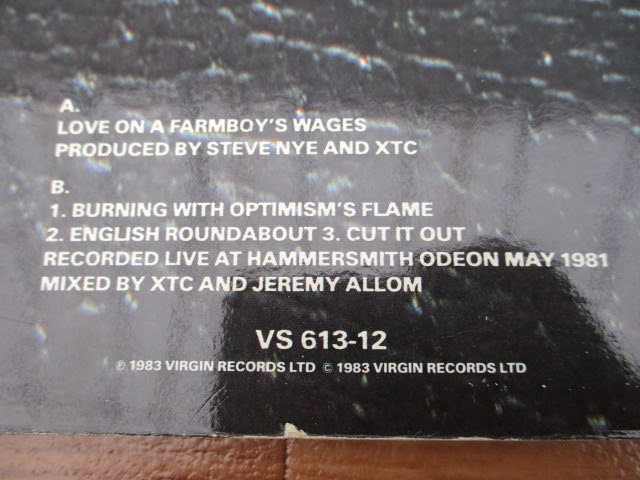 A.
LOVE ON A FARMBOY'S WAGES
PRODUCED BY STEVE NYE AND XTC
B.
1. BURNING WITH OPTIMISM'S FLAME
2. ENGLISH ROUNDABOUT 3. CUT IT OUT
RECORDED LIVE AT HAMMERSMITH ODEON MAY 1981
MIXED BY XTC AND JEREMY ALLOM
VS 613-12
℗ 1983 VIRGIN RECORDS LTD © 1983 VIRGIN RECORDS LTD